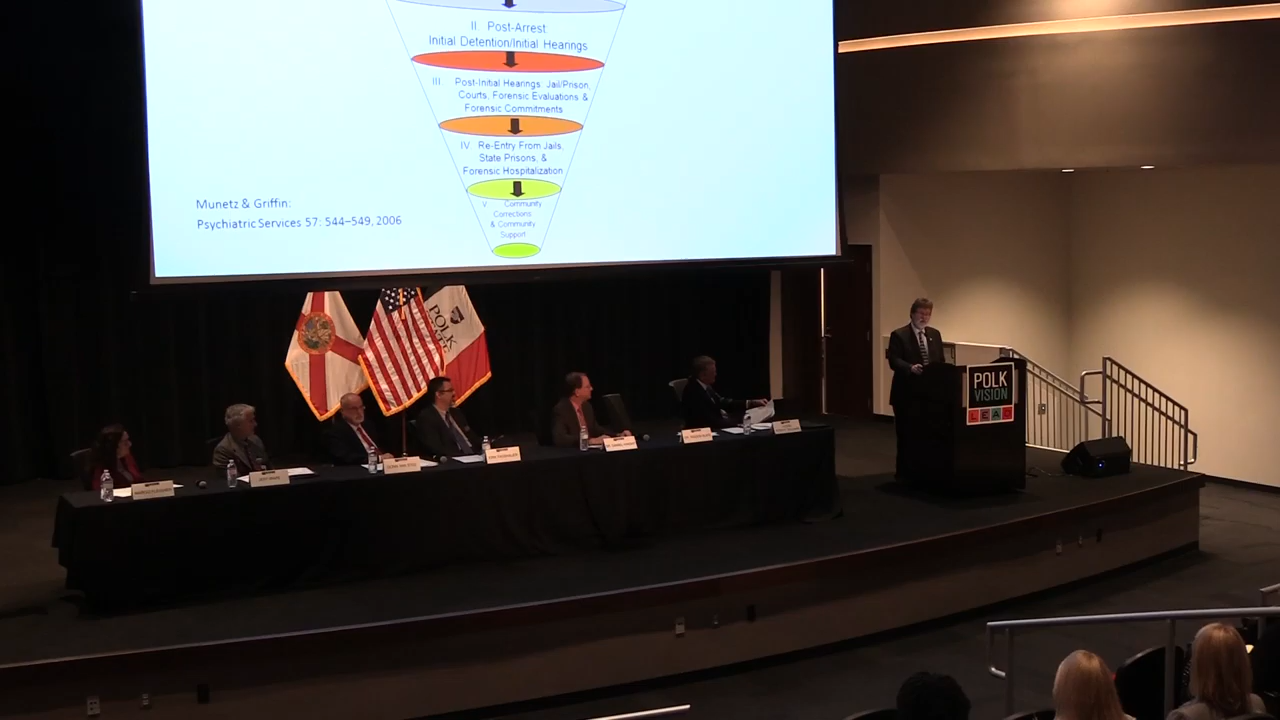 II. Post-Arrest
Initial Detention/Initial Hearings
III Post-Initial Hearings: Jail/Prison,
Courts, Forensic Evaluations &
Forensic Commitments
IV Re-Entry From Jails,
State Prisons, &
Forensic Hospitalization
V Community
Corrections
& Community
Support
Munetz & Griffin:
Psychiatric Services 57: 544–549, 2006
POLK
POLK
VISION
LEAD